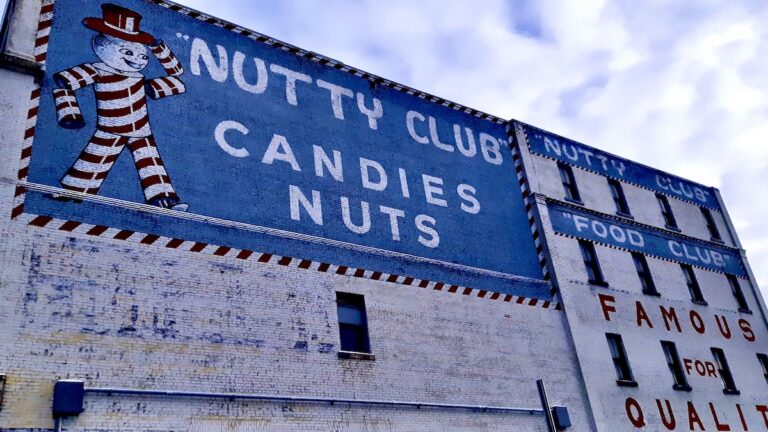 "NUTTY CLUB"
CANDIES
NUTS
"NUTTY CLUB"
"FOOD CLUB"
FAMOUS
FOR
QUALIT